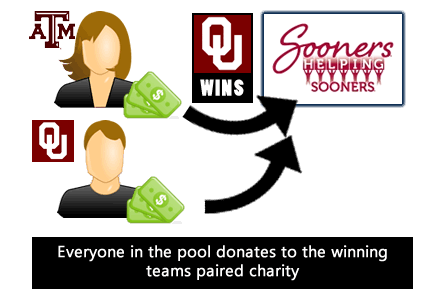 ATM
OU
WINS
Sooners
HELPING
SOONERS
$
OU
$
Everyone in the pool donates to the winning
teams paired charity